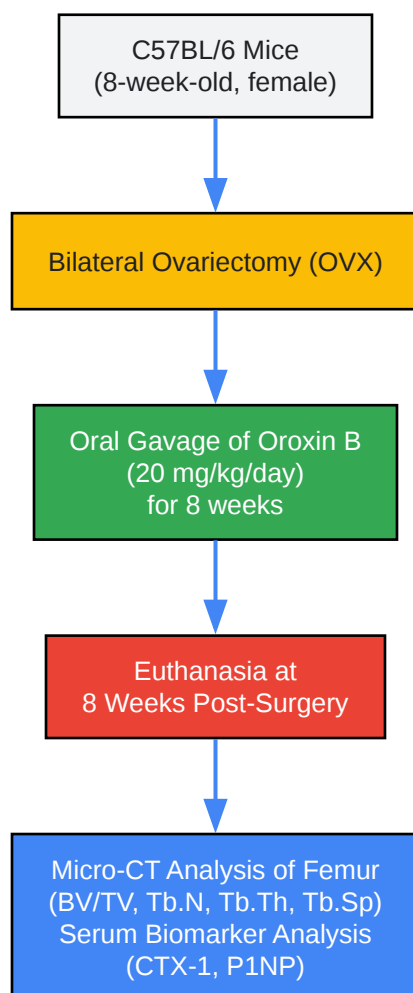 C57BL/6 Mice
(8-week-old, female)
Bilateral Ovariectomy (OVX)
Oral Gavage of Oroxin B
(20 mg/kg/day)
for 8 weeks
Euthanasia at
8 Weeks Post-Surgery
Micro-CT Analysis of Femur
(BV/TV, Tb.N, Tb.Th, Tb.Sp)
Serum Biomarker Analysis
(CTX-1, P1NP)